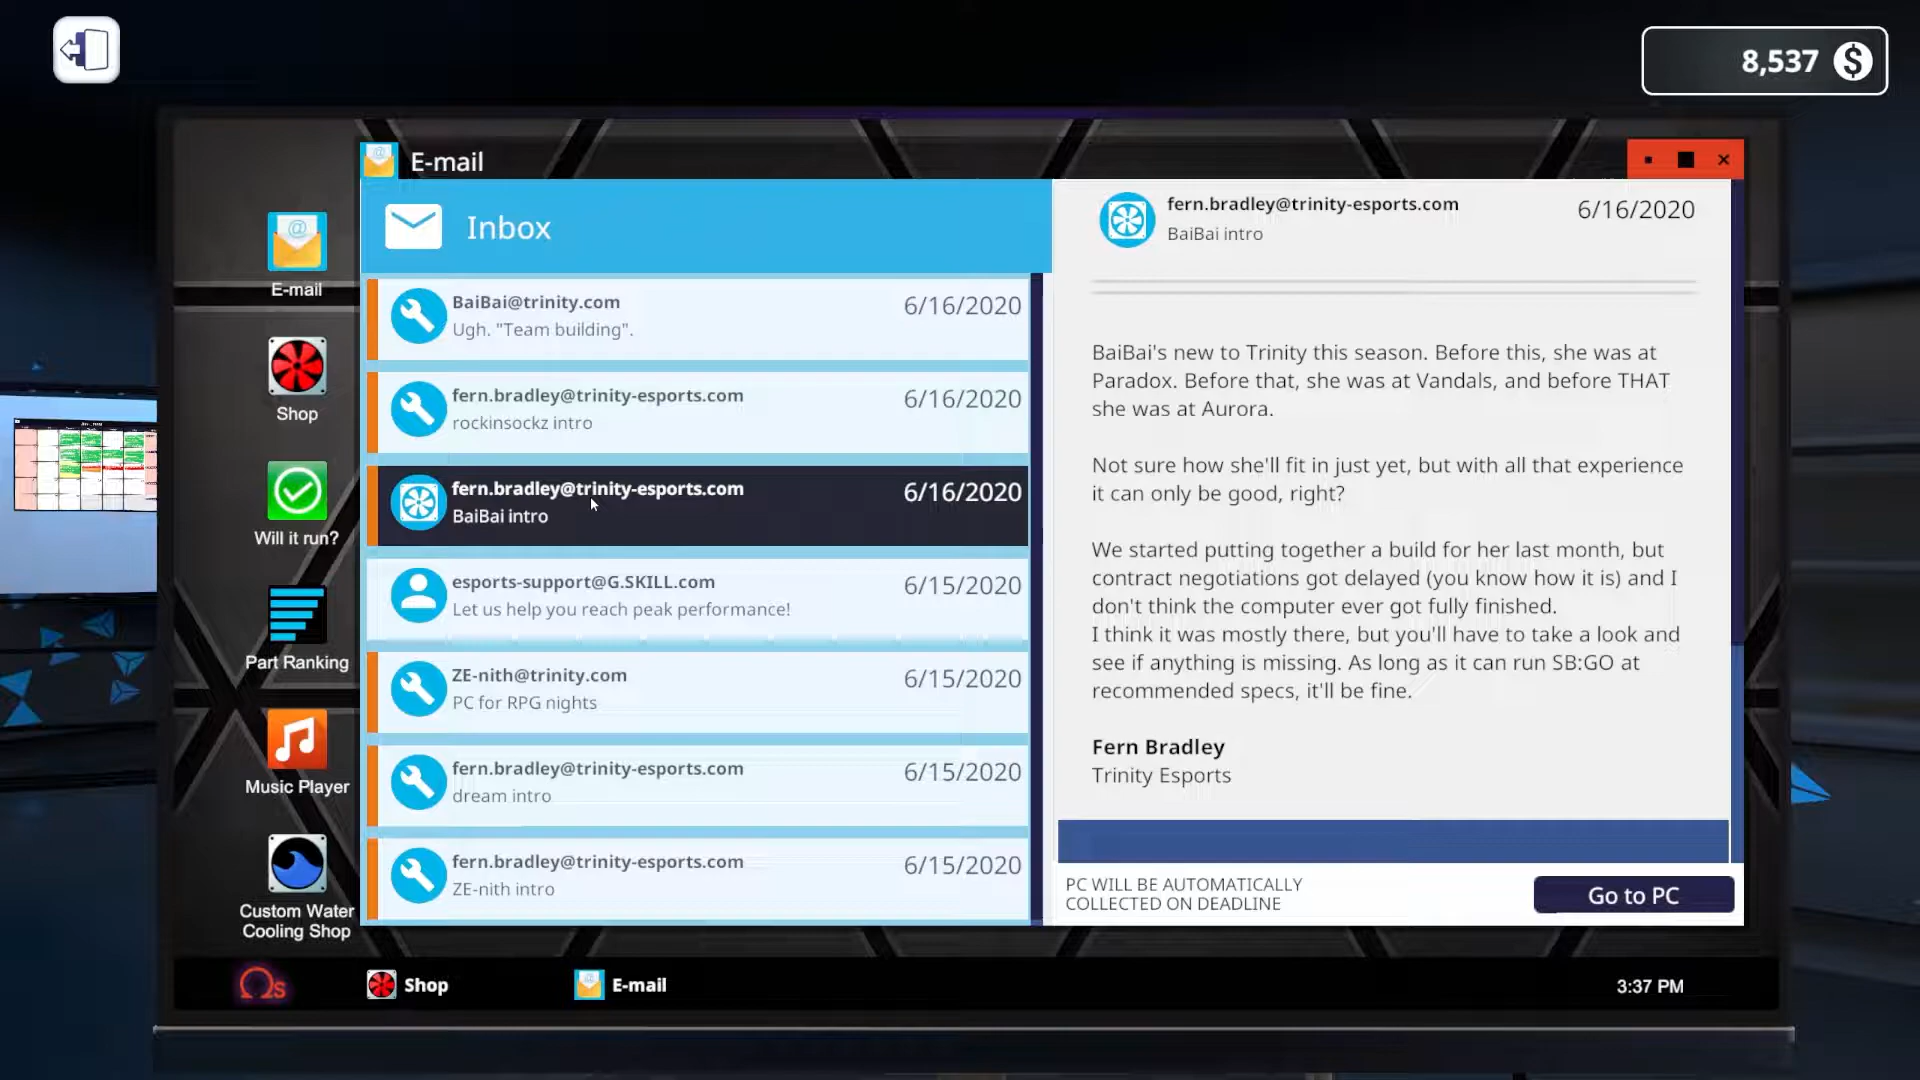 8,537 $
E-mail
Inbox
E-mail
Shop
Will it run?
Part Ranking
Music Player
Custom Water
Cooling Shop
BaiBai@trinity.com
6/16/2020
Ugh. "Team building".
fern.bradley@trinity-esports.com
6/16/2020
rockinsockz intro
fern.bradley@trinity-esports.com
6/16/2020
BaiBai intro
esports-support@G.SKILL.com
6/15/2020
Let us help you reach peak performance!
ZE-nith@trinity.com
6/15/2020
PC for RPG nights
fern.bradley@trinity-esports.com
6/15/2020
dream intro
fern.bradley@trinity-esports.com
6/15/2020
ZE-nith intro
fern.bradley@trinity-esports.com
6/16/2020
BaiBai intro
BaiBai's new to Trinity this season. Before this, she was at
Paradox. Before that, she was at Vandals, and before THAT
she was at Aurora.
Not sure how she'll fit in just yet, but with all that experience
it can only be good, right?
We started putting together a build for her last month, but
contract negotiations got delayed (you know how it is) and I
don't think the computer ever got fully finished.
I think it was mostly there, but you'll have to take a look and
see if anything is missing. As long as it can run SB:GO at
recommended specs, it'll be fine.
Fern Bradley
Trinity Esports
PC WILL BE AUTOMATICALLY
COLLECTED ON DEADLINE
Go to PC
Ωs
Shop
E-mail
3:37 PM